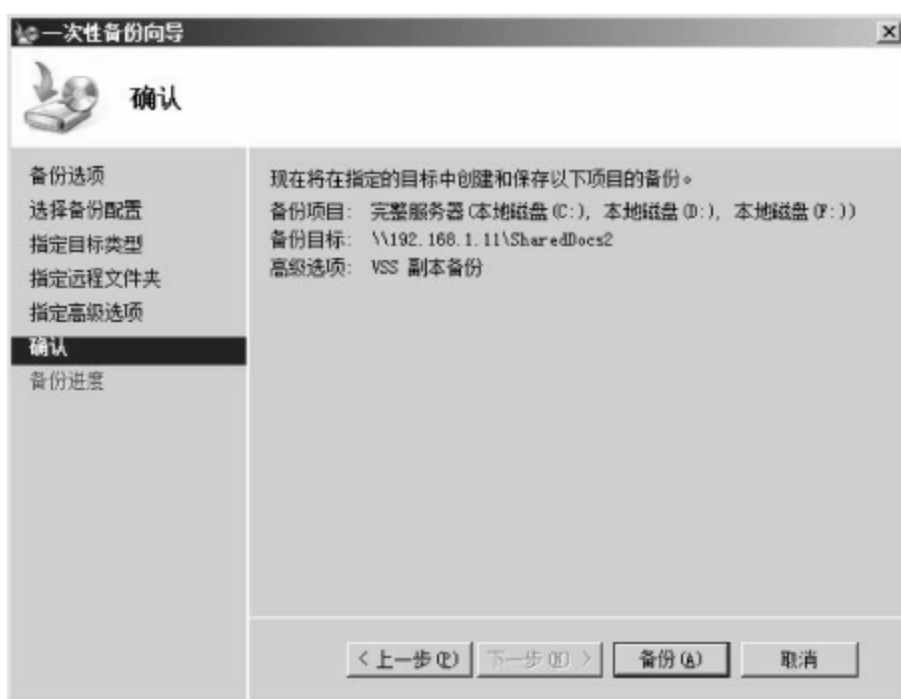 一次性备份向导
确认
备份选项
选择备份配置
指定目标类型
指定远程文件夹
指定高级选项
确认
备份进度
现在将在指定的目标中创建和保存以下项目的备份。
备份项目： 完整服务器(本地磁盘(C:), 本地磁盘(D:), 本地磁盘(F:))
备份目标： \\192.168.1.11\SharedDocs2
高级选项： VSS 副本备份
< 上一步(P)
下一步(N) >
备份(A)
取消